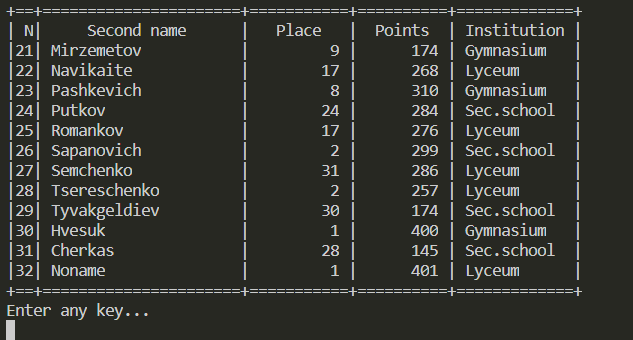 +==+======================+===========+==========+=============+
| N|     Second name      |   Place   |  Points  | Institution |
|21| Mirzemetov           |         9 |      174 | Gymnasium   |
|22| Navikaite            |        17 |      268 | Lyceum      |
|23| Pashkevich           |         8 |      310 | Gymnasium   |
|24| Putkov               |        24 |      284 | Sec.school  |
|25| Romankov             |        17 |      276 | Lyceum      |
|26| Sapanovich           |         2 |      299 | Sec.school  |
|27| Semchenko            |        31 |      286 | Lyceum      |
|28| Tsereschenko         |         2 |      257 | Lyceum      |
|29| Tyvakgeldiev         |        30 |      174 | Sec.school  |
|30| Hvesuk               |         1 |      400 | Gymnasium   |
|31| Cherkas              |        28 |      145 | Sec.school  |
|32| Noname               |         1 |      401 | Lyceum      |
+==+======================+===========+==========+=============+
Enter any key...